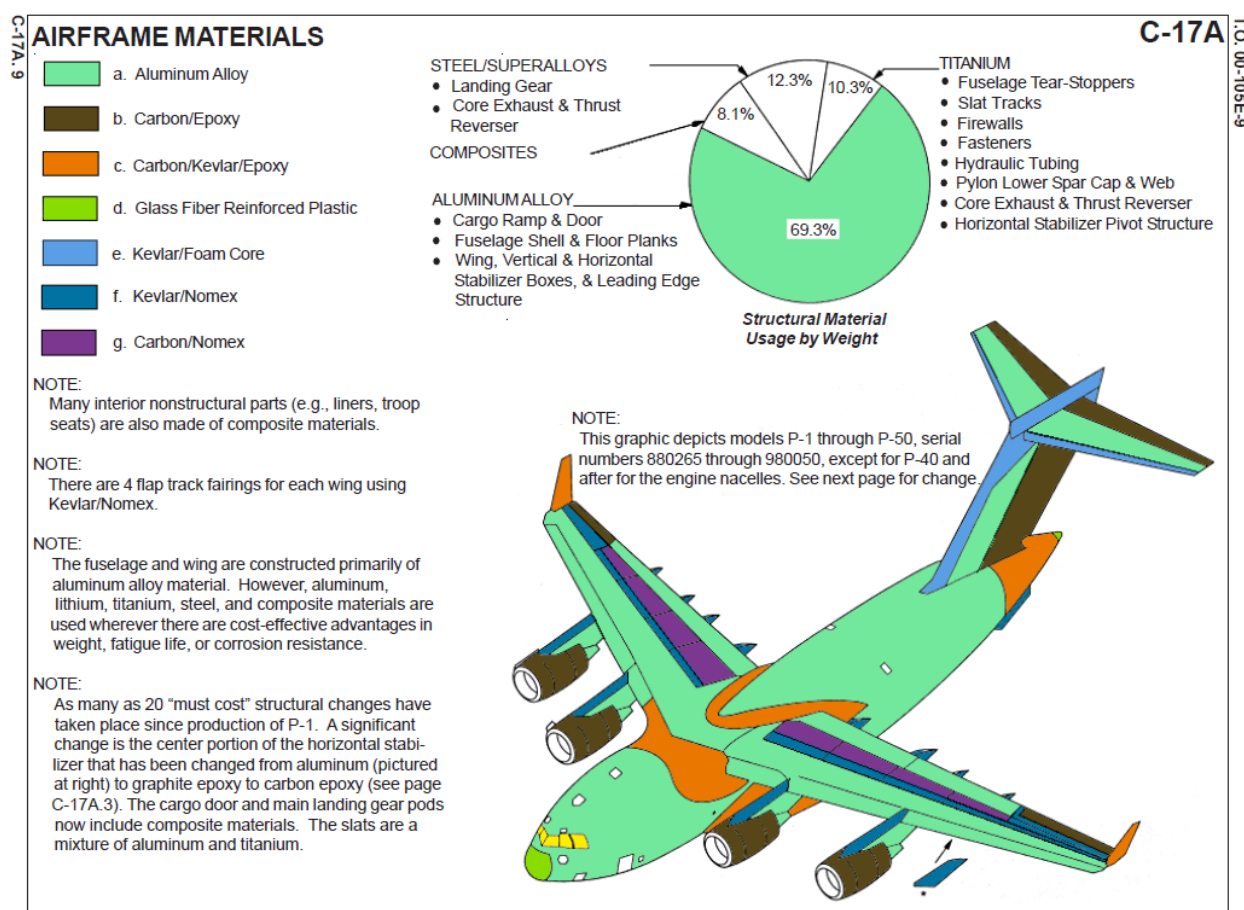 C-17A. 9
AIRFRAME MATERIALS
C-17A
T.O. 00-105E-9
a. Aluminum Alloy
b. Carbon/Epoxy
c. Carbon/Kevlar/Epoxy
d. Glass Fiber Reinforced Plastic
e. Kevlar/Foam Core
f. Kevlar/Nomex
g. Carbon/Nomex
STEEL/SUPERALLOYS
• Landing Gear
• Core Exhaust & Thrust
Reverser
COMPOSITES
ALUMINUM ALLOY
• Cargo Ramp & Door
• Fuselage Shell & Floor Planks
• Wing, Vertical & Horizontal
Stabilizer Boxes, & Leading Edge
Structure
12.3%
10.3%
8.1%
69.3%
Structural Material
Usage by Weight
TITANIUM
• Fuselage Tear-Stoppers
• Slat Tracks
• Firewalls
• Fasteners
• Hydraulic Tubing
• Pylon Lower Spar Cap & Web
• Core Exhaust & Thrust Reverser
• Horizontal Stabilizer Pivot Structure
NOTE:
Many interior nonstructural parts (e.g., liners, troop
seats) are also made of composite materials.
NOTE:
There are 4 flap track fairings for each wing using
Kevlar/Nomex.
NOTE:
The fuselage and wing are constructed primarily of
aluminum alloy material. However, aluminum,
lithium, titanium, steel, and composite materials are
used wherever there are cost-effective advantages in
weight, fatigue life, or corrosion resistance.
NOTE:
As many as 20 “must cost” structural changes have
taken place since production of P-1. A significant
change is the center portion of the horizontal stabi-
lizer that has been changed from aluminum (pictured
at right) to graphite epoxy to carbon epoxy (see page
C-17A.3). The cargo door and main landing gear pods
now include composite materials. The slats are a
mixture of aluminum and titanium.
NOTE:
This graphic depicts models P-1 through P-50, serial
numbers 880265 through 980050, except for P-40 and
after for the engine nacelles. See next page for change.